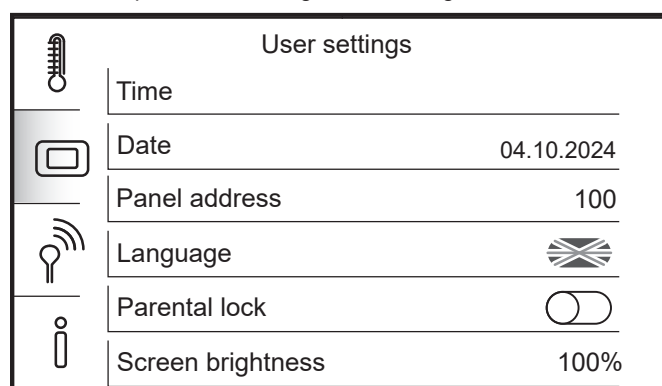 User settings
Time
Date 04.10.2024
Panel address 100
Language
Parental lock
Screen brightness 100%